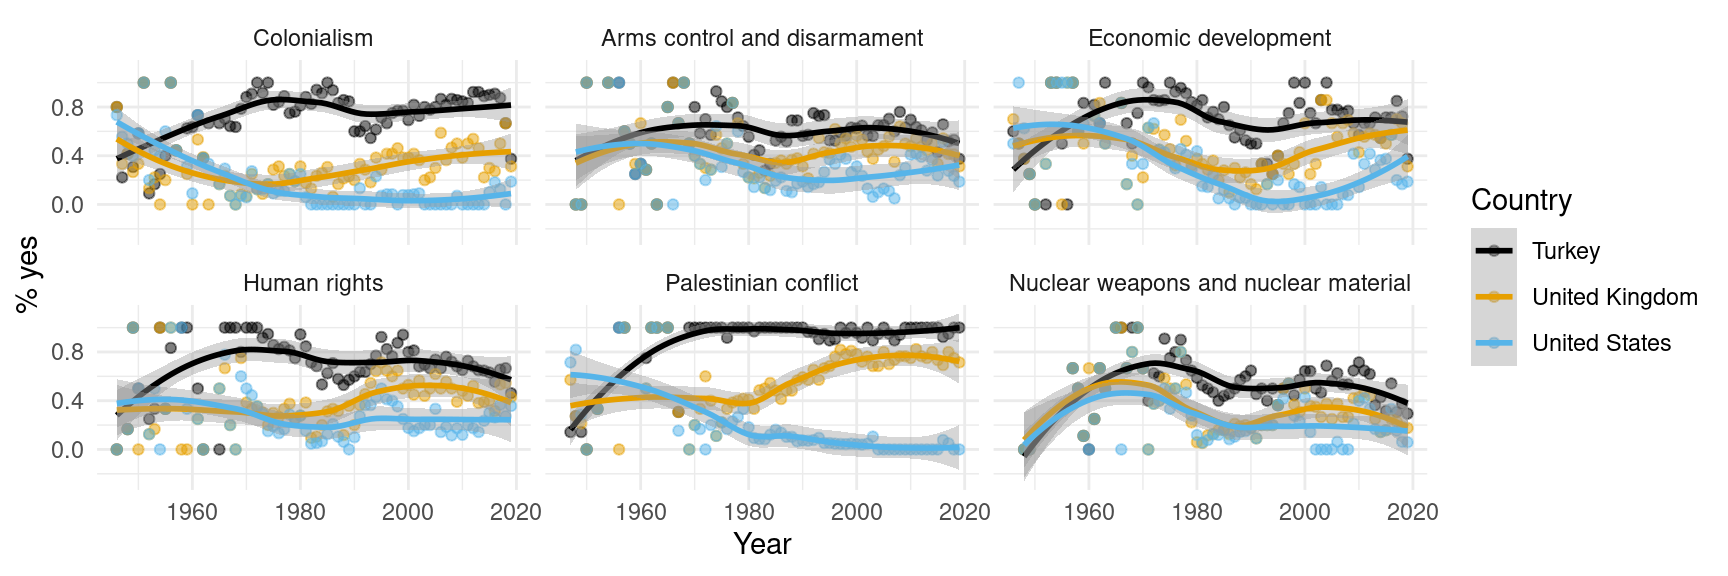 Colonialism
Arms control and disarmament
Economic development
0.8
0.4
0.0
Human rights
Palestinian conflict
Nuclear weapons and nuclear material
0.8
0.4
0.0
1960 1980 2000 2020
1960 1980 2000 2020
1960 1980 2000 2020
Year
% yes
Country
Turkey
United Kingdom
United States